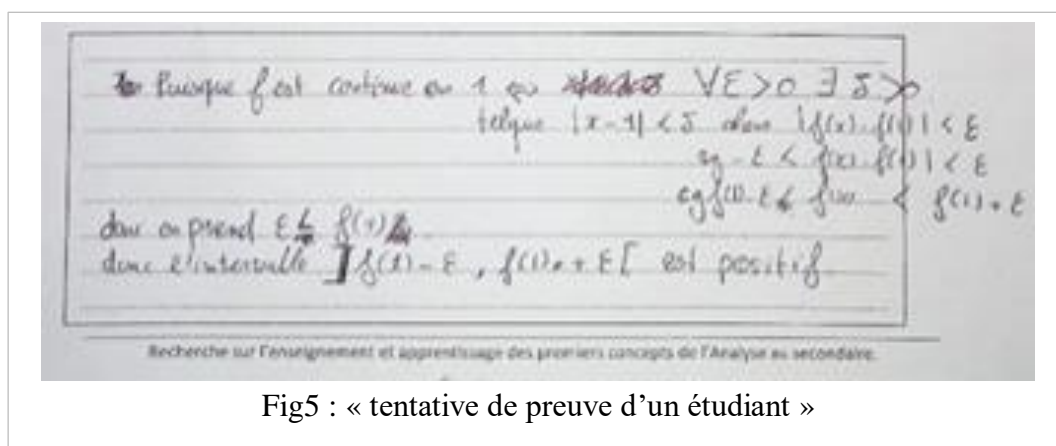 Puisque f est continue en 1 ∀ε>0 ∃ δ>0
telque |x-1| < δ alors |f(x)-f(1)| < ε
-ε < f(x)-f(1)| < ε
f(1)-ε < f(x) < f(1)+ε
donc on prend ε < f(1)
donc l'intervalle ]f(1)-ε, f(1)+ε[ est positif
Recherche sur l'enseignement et apprentissage des premiers concepts de l'Analyse au secondaire.
Fig5 : « tentative de preuve d'un étudiant »